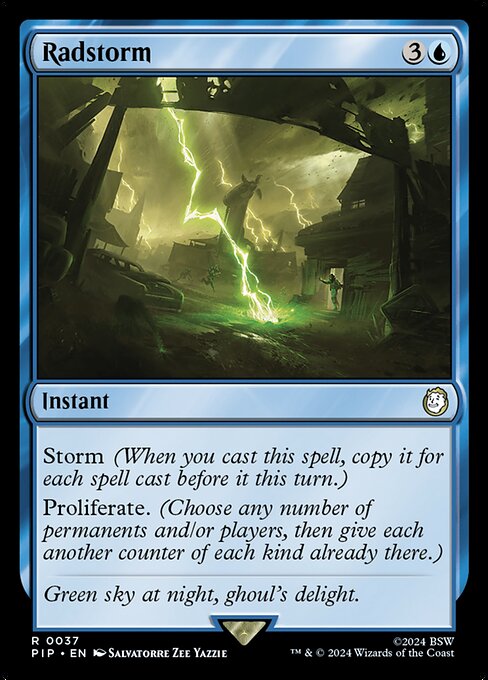 Radstorm 3
Instant
Storm (When you cast this spell, copy it for
each spell cast before it this turn.)
Proliferate. (Choose any number of
permanents and/or players, then give each
another counter of each kind already there.)
Green sky at night, ghoul's delight.
R 0037 ©2024 BSW
PIP • EN Salvatorre Zee Yazzie ™ & © 2024 Wizards of the Coast